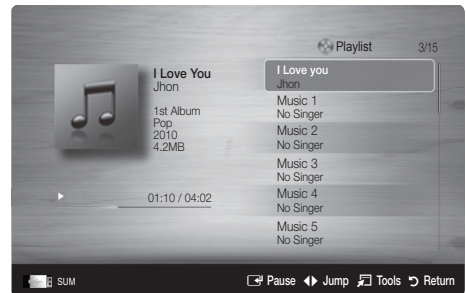 Playlist 3/15
I Love You
Jhon
1st Album
Pop
2010
4.2MB
01:10 / 04:02
I Love you
Jhon
Music 1
No Singer
Music 2
No Singer
Music 3
No Singer
Music 4
No Singer
Music 5
No Singer
SUM
Pause Jump Tools Return